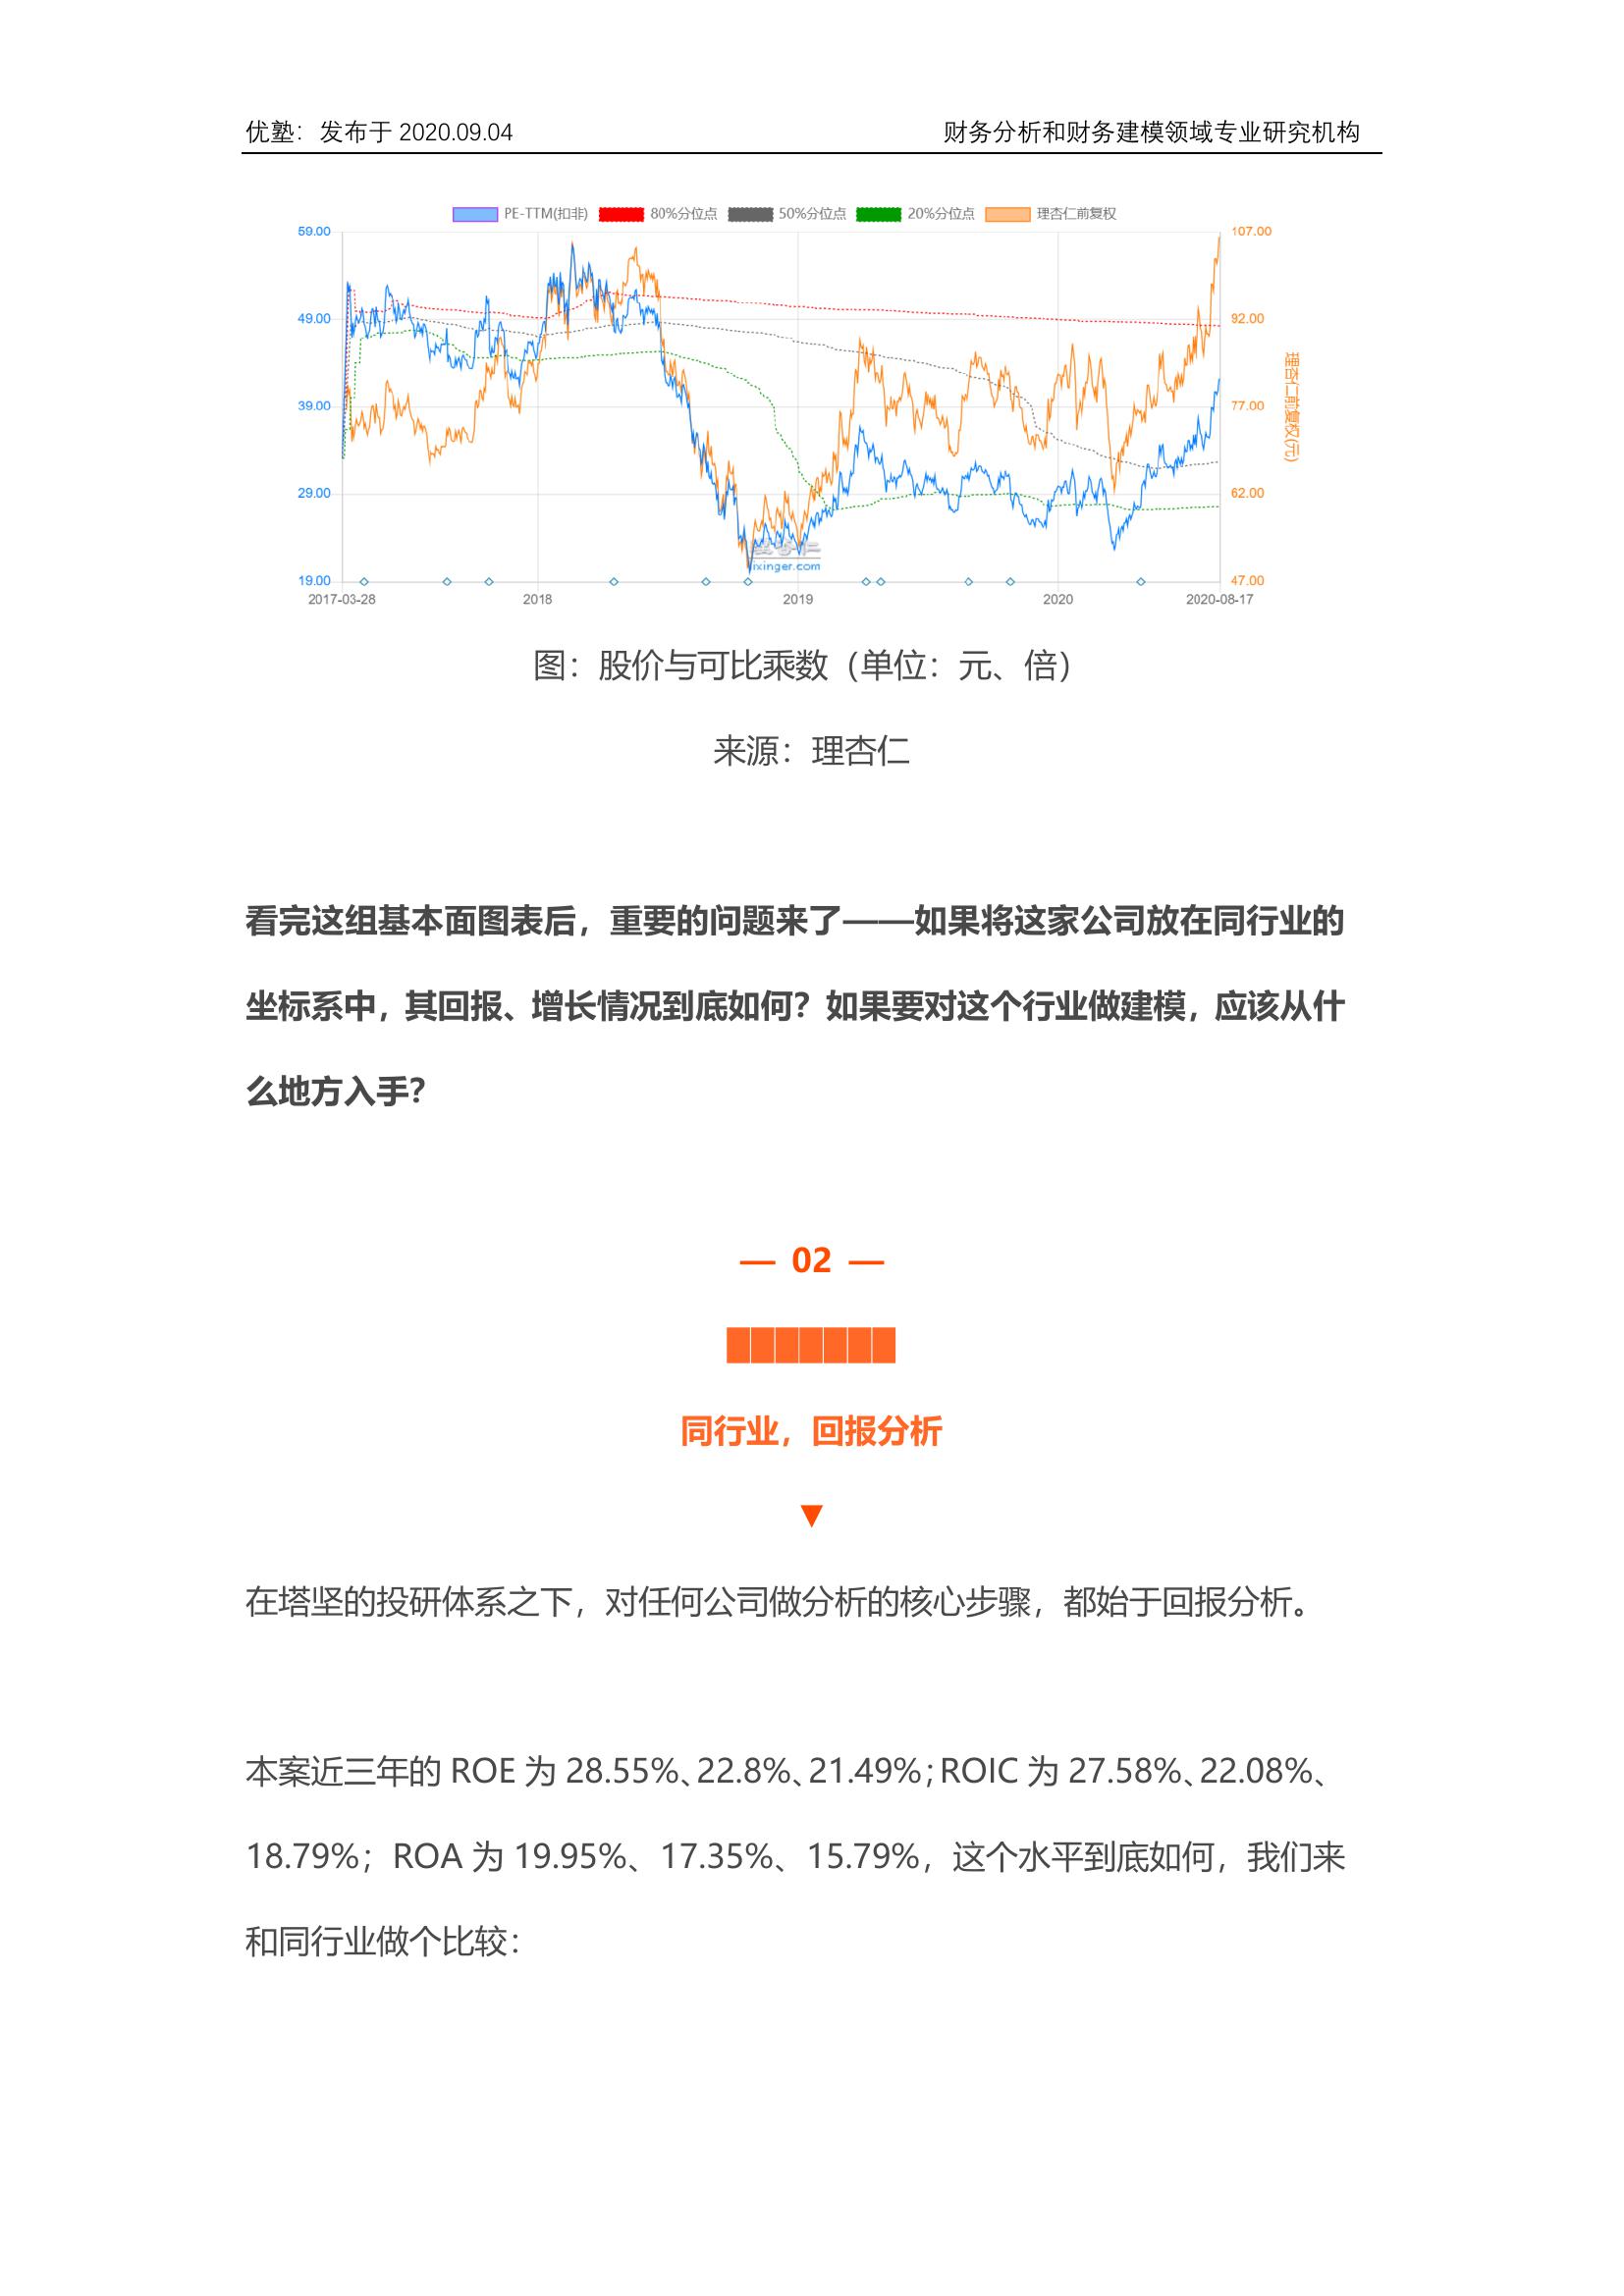 优塾：发布于 2020.09.04 财务分析和财务建模领域专业研究机构
PE-TTM(扣非) 80%分位点 50%分位点 20%分位点 理杏仁前复权
59.00 107.00
49.00 92.00
39.00 77.00
29.00 62.00
19.00 47.00
理杏仁前复权(元)
ixinger.com
2017-03-28 2018 2019 2020 2020-08-17
图：股价与可比乘数（单位：元、倍）
来源：理杏仁
看完这组基本面图表后，重要的问题来了——如果将这家公司放在同行业的
坐标系中，其回报、增长情况到底如何？如果要对这个行业做建模，应该从什
么地方入手？
— 02 —
同行业，回报分析
▼
在塔坚的投研体系之下，对任何公司做分析的核心步骤，都始于回报分析。
本案近三年的 ROE 为 28.55%、22.8%、21.49%；ROIC 为 27.58%、22.08%、
18.79%；ROA 为 19.95%、17.35%、15.79%，这个水平到底如何，我们来
和同行业做个比较：